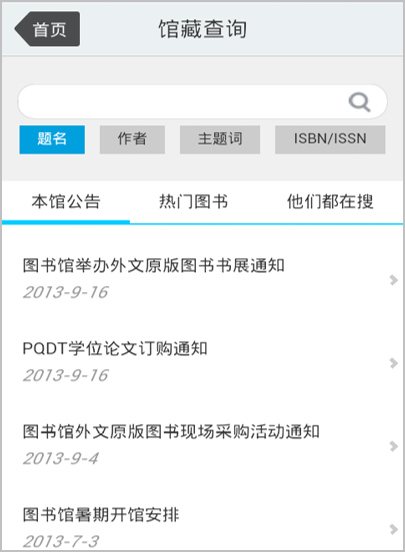 首页
馆藏查询
题名 作者 主题词 ISBN/ISSN
本馆公告 热门图书 他们都在搜
图书馆举办外文原版图书书展通知
2013-9-16
PQDT学位论文订购通知
2013-9-16
图书馆外文原版图书现场采购活动通知
2013-9-4
图书馆暑期开馆安排
2013-7-3